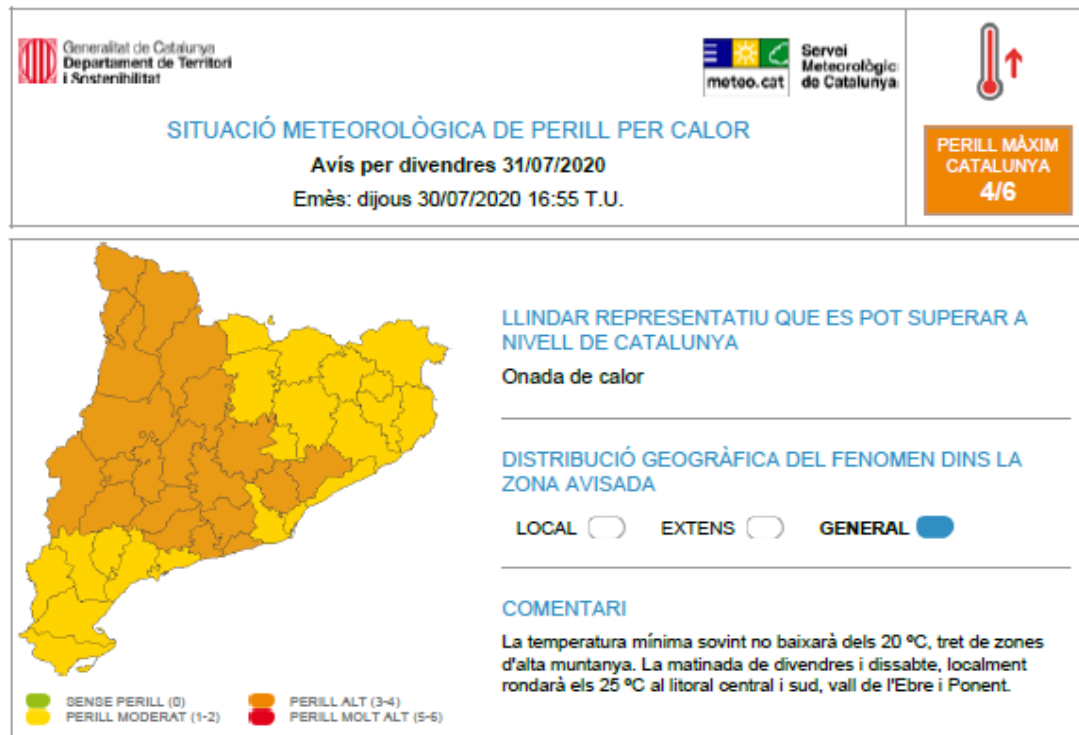 Generalitat de Catalunya
Departament de Territori
i Sostenibilitat
meteo.cat
Servei
Meteorològic
de Catalunya
SITUACIÓ METEOROLÒGICA DE PERILL PER CALOR
Avís per divendres 31/07/2020
Emès: dijous 30/07/2020 16:55 T.U.
PERILL MÀXIM
CATALUNYA
4/6
LLINDAR REPRESENTATIU QUE ES POT SUPERAR A
NIVELL DE CATALUNYA
Onada de calor
DISTRIBUCIÓ GEOGRÀFICA DEL FENOMEN DINS LA
ZONA AVISADA
LOCAL EXTENS GENERAL
COMENTARI
La temperatura mínima sovint no baixarà dels 20 ºC, tret de zones
d'alta muntanya. La matinada de divendres i dissabte, localment
rondarà els 25 ºC al litoral central i sud, vall de l'Ebre i Ponent.
SENSE PERILL (0) PERILL ALT (3-4)
PERILL MODERAT (1-2) PERILL MOLT ALT (5-6)